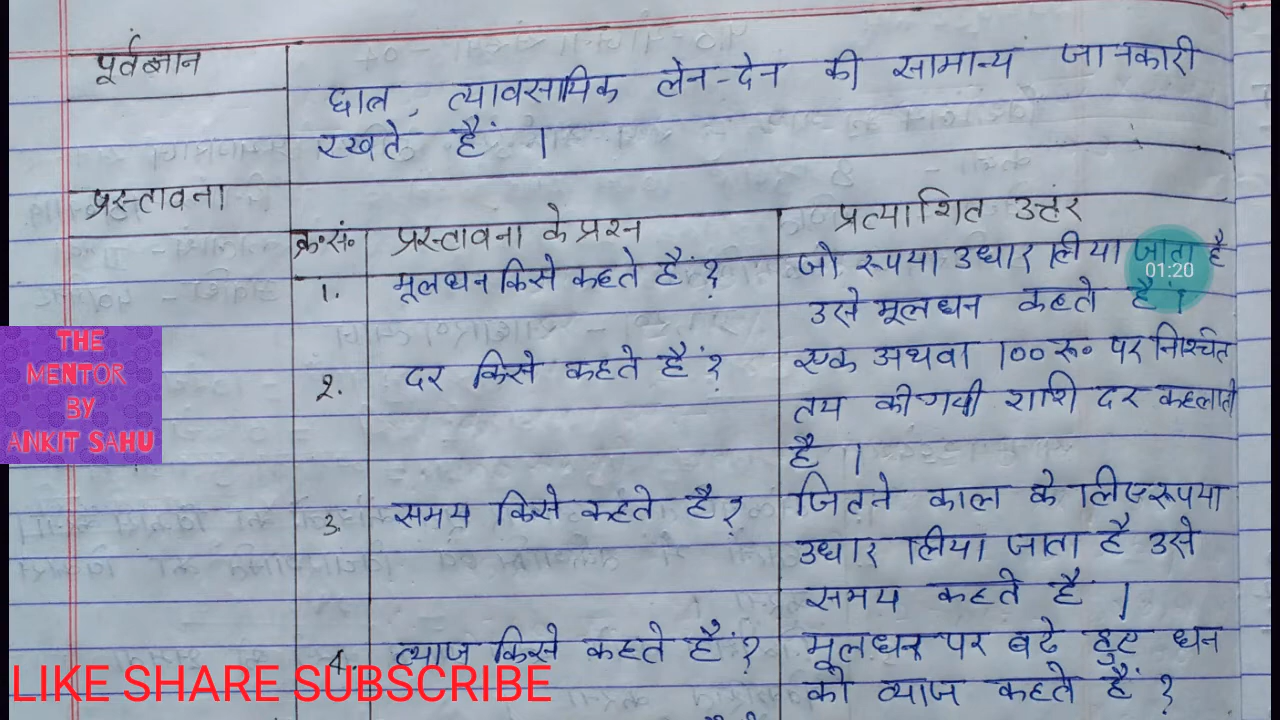 पूर्वज्ञान
छात्र, व्यावसायिक लेन-देन की सामान्य जानकारी
रखते हैं ।
प्रस्तावना
क्र॰सं॰ प्रस्तावना के प्रश्न प्रत्याशित उत्तर
1. मूलधन किसे कहते हैं ? जो रूपया उधार लिया जाता है
उसे मूलधन कहते हैं ।
2. दर किसे कहते हैं ? एक अथवा 100 रू॰ पर निश्चित
तय की गयी राशि दर कहलाती
है ।
3. समय किसे कहते है ? जितने काल के लिए रूपया
उधार लिया जाता है उसे
समय कहते है ।
4. ब्याज किसे कहते हैं ? मूलधन पर बढे हुए धन
को ब्याज कहते हैं ?
01:20
THE
MENTOR
BY
ANKIT SAHU
LIKE SHARE SUBSCRIBE